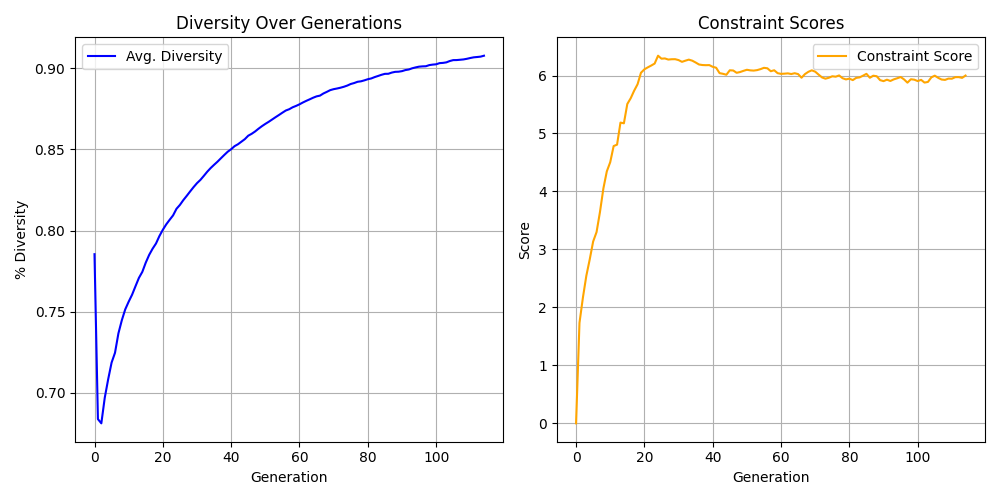 Diversity Over Generations
Avg. Diversity
% Diversity
0.90
0.85
0.80
0.75
0.70
0 20 40 60 80 100
Generation
Constraint Scores
Constraint Score
Score
6
5
4
3
2
1
0
0 20 40 60 80 100
Generation